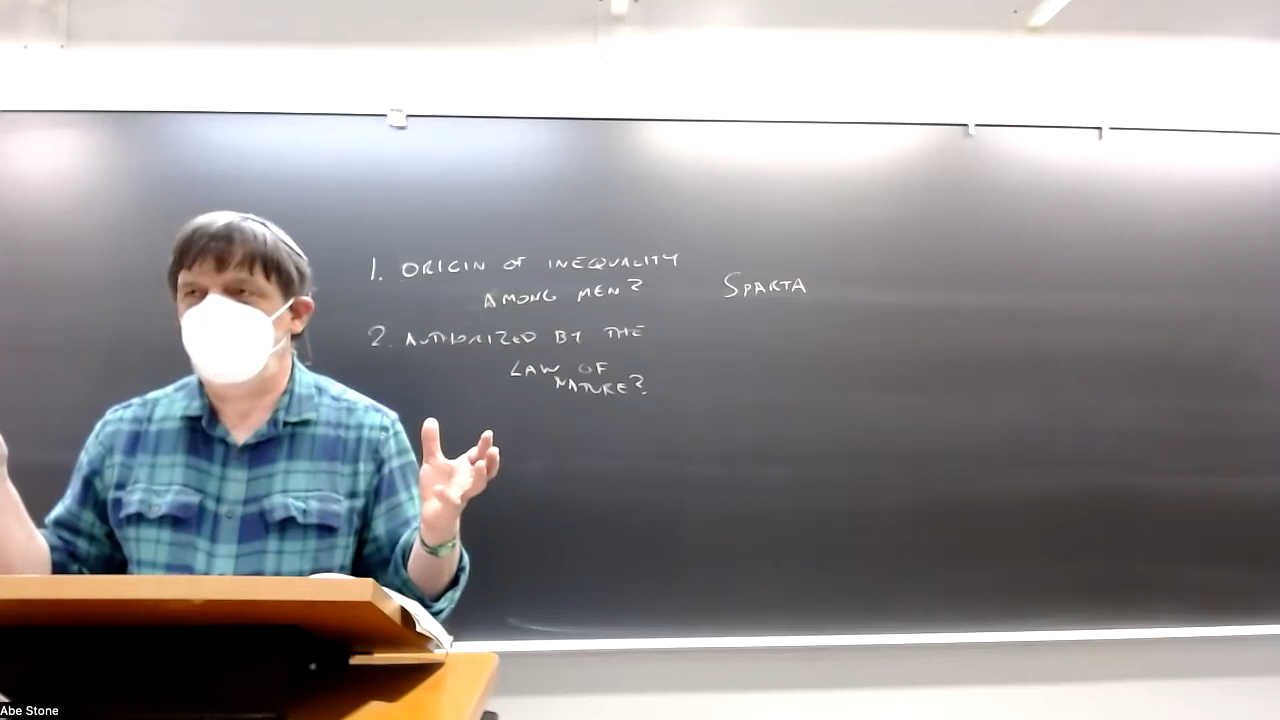 1. ORIGIN OF INEQUALITY
AMONG MEN?
SPARTA
2. AUTHORIZED BY THE
LAW OF
NATURE?
Abe Stone